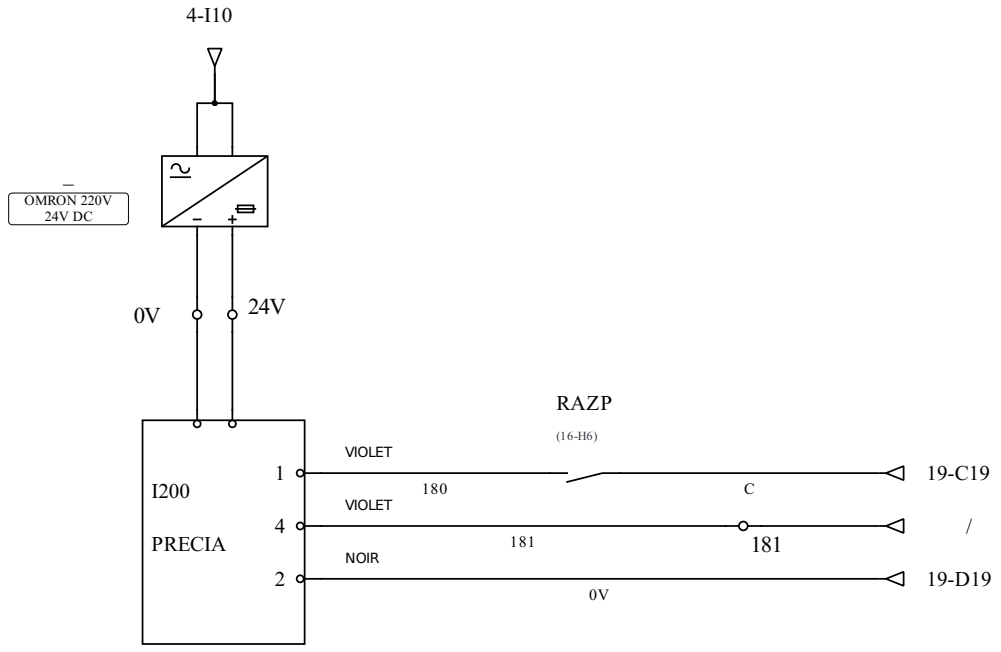 4-I10
OMRON 220V
24V DC
0V
24V
RAZP
(16-H6)
VIOLET
1
180
C
19-C19
I200
VIOLET
4
181
181
/
PRECIA
NOIR
2
0V
19-D19